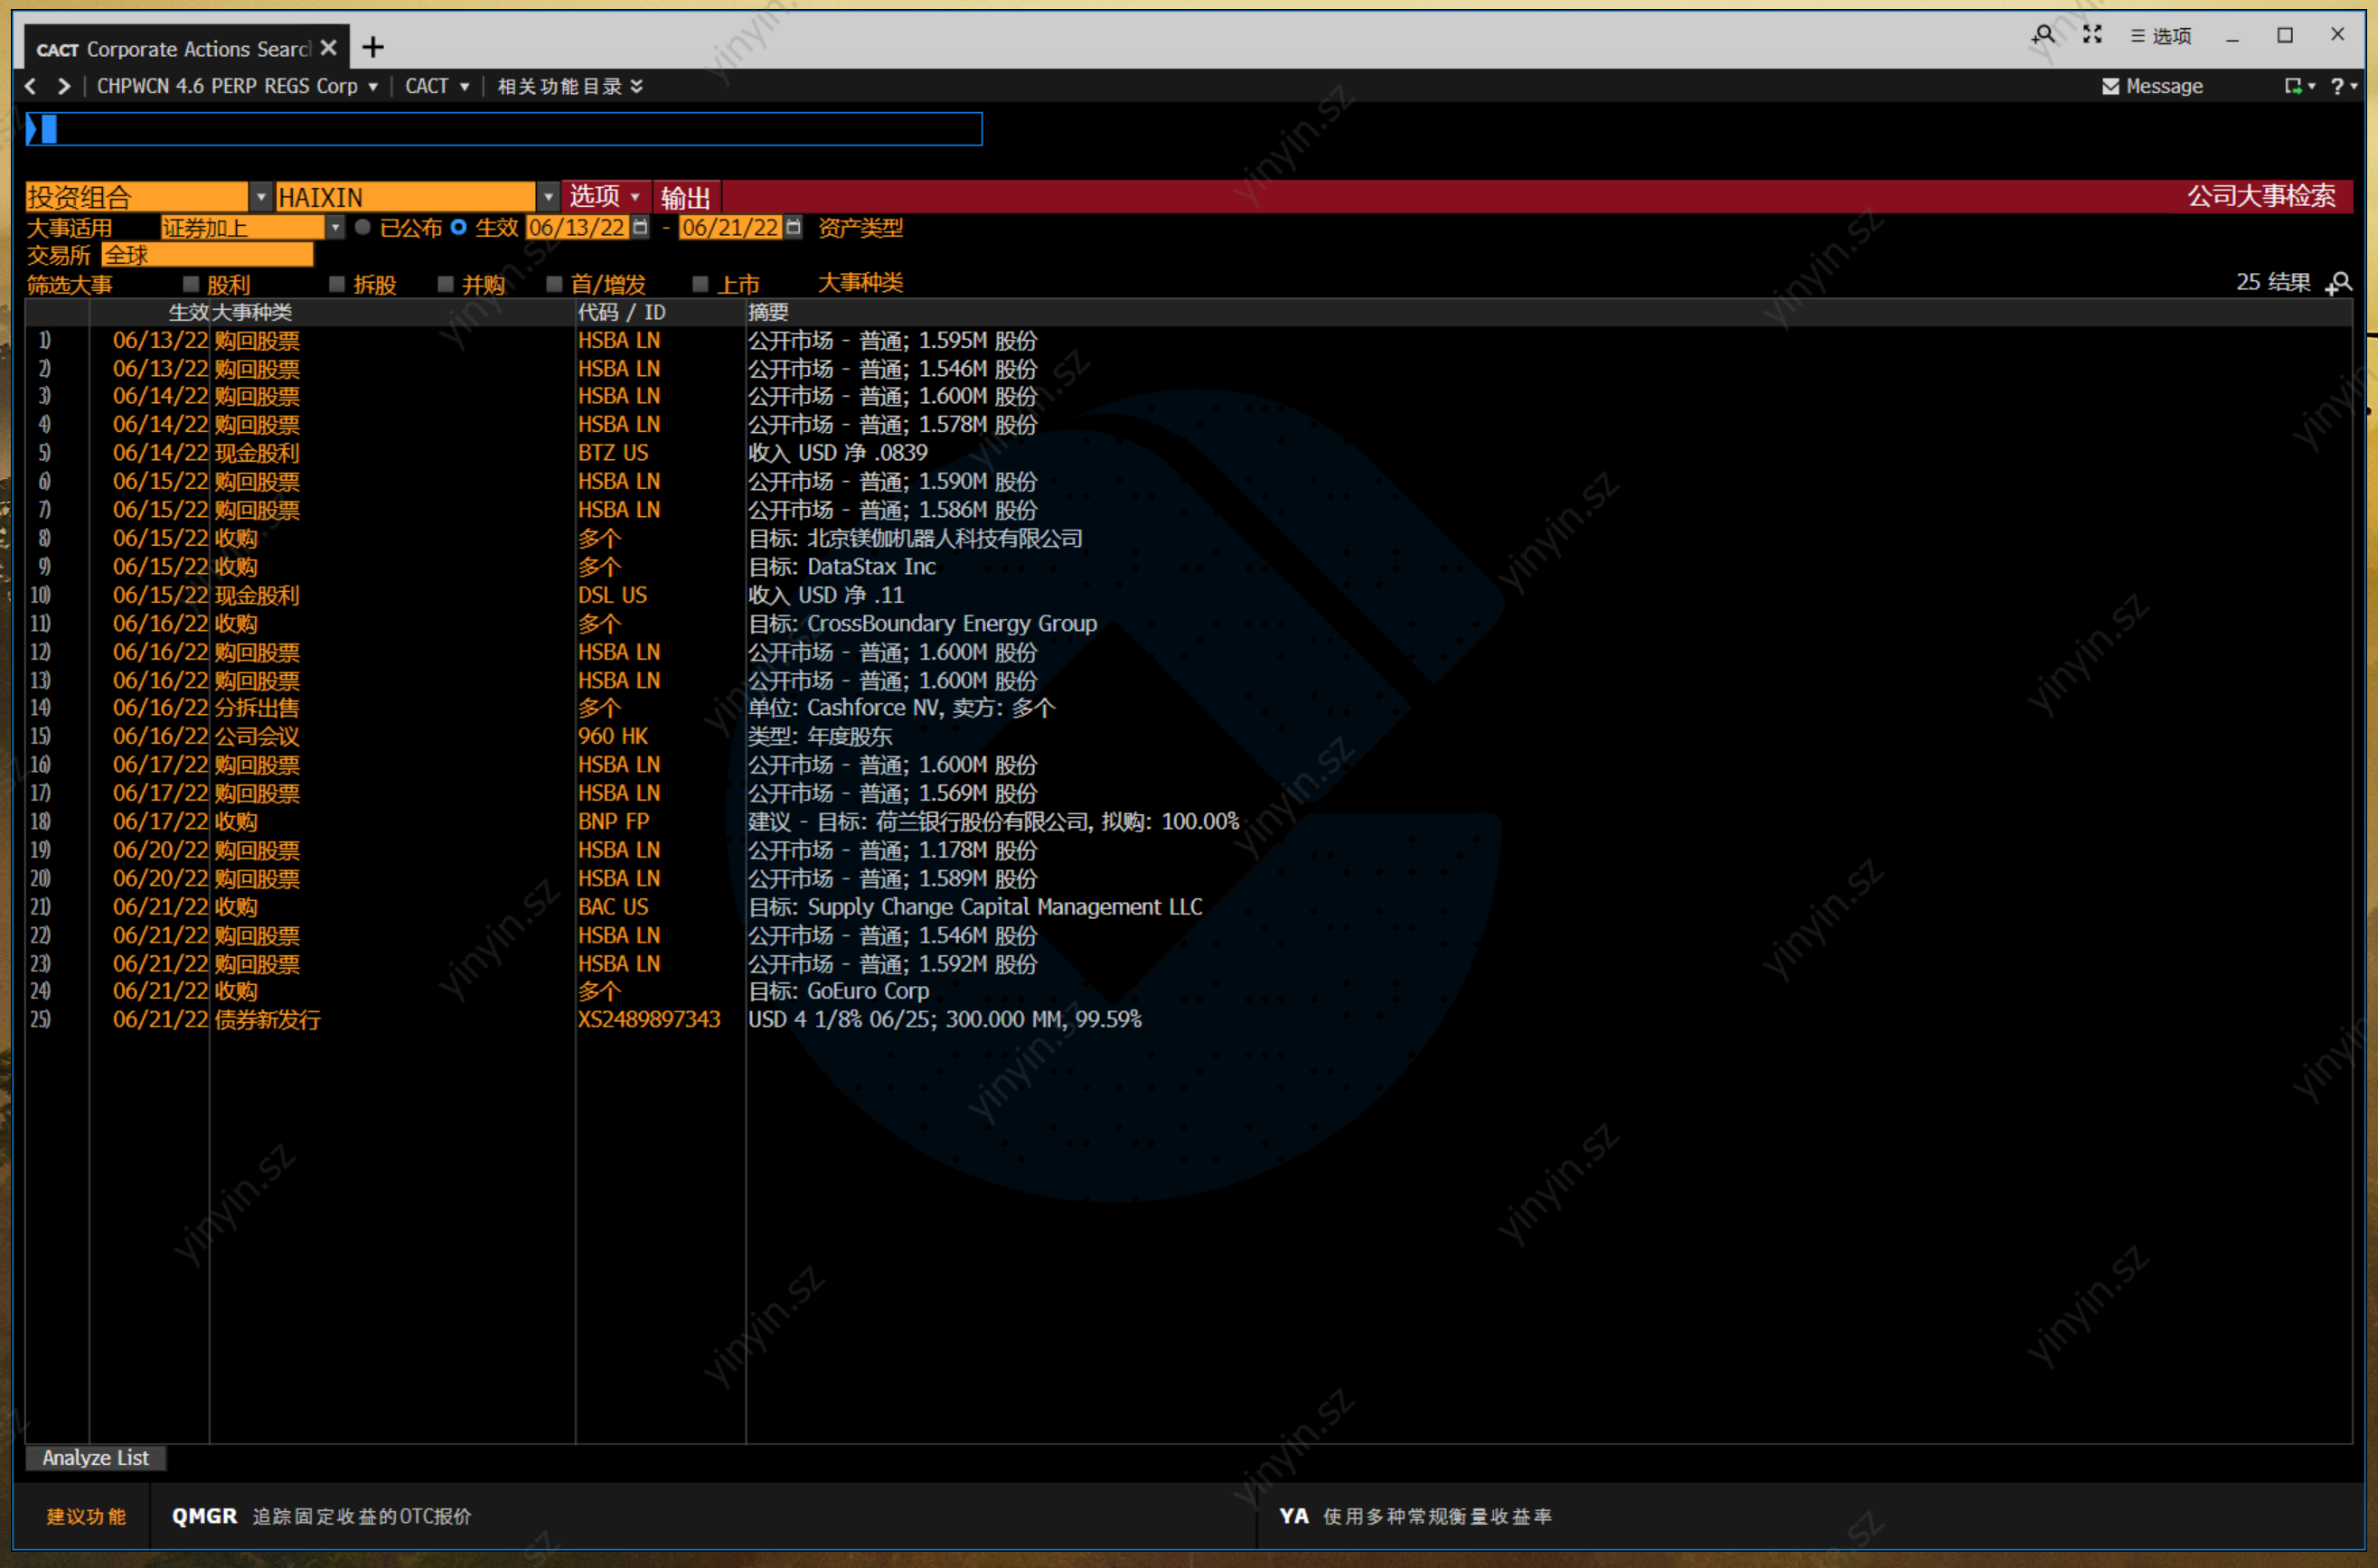 CACT Corporate Actions Searc
选项
CHPWCN 4.6 PERP REGS Corp CACT 相关功能目录 Message ?
投资组合 HAIXIN 选项 输出 公司大事检索
大事适用 证券加上 已公布 生效 06/13/22 - 06/21/22 资产类型
交易所 全球
筛选大事 股利 拆股 并购 首/增发 上市 大事种类 25 结果
生效 大事种类 代码 / ID 摘要
1) 06/13/22 购回股票 HSBA LN 公开市场 - 普通; 1.595M 股份
2) 06/13/22 购回股票 HSBA LN 公开市场 - 普通; 1.546M 股份
3) 06/14/22 购回股票 HSBA LN 公开市场 - 普通; 1.600M 股份
4) 06/14/22 购回股票 HSBA LN 公开市场 - 普通; 1.578M 股份
5) 06/14/22 现金股利 BTZ US 收入 USD 净 .0839
6) 06/15/22 购回股票 HSBA LN 公开市场 - 普通; 1.590M 股份
7) 06/15/22 购回股票 HSBA LN 公开市场 - 普通; 1.586M 股份
8) 06/15/22 收购 多个 目标: 北京镁伽机器人科技有限公司
9) 06/15/22 收购 多个 目标: DataStax Inc
10) 06/15/22 现金股利 DSL US 收入 USD 净 .11
11) 06/16/22 收购 多个 目标: CrossBoundary Energy Group
12) 06/16/22 购回股票 HSBA LN 公开市场 - 普通; 1.600M 股份
13) 06/16/22 购回股票 HSBA LN 公开市场 - 普通; 1.600M 股份
14) 06/16/22 分拆出售 多个 单位: Cashforce NV, 卖方: 多个
15) 06/16/22 公司会议 960 HK 类型: 年度股东
16) 06/17/22 购回股票 HSBA LN 公开市场 - 普通; 1.600M 股份
17) 06/17/22 购回股票 HSBA LN 公开市场 - 普通; 1.569M 股份
18) 06/17/22 收购 BNP FP 建议 - 目标: 荷兰银行股份有限公司, 拟购: 100.00%
19) 06/20/22 购回股票 HSBA LN 公开市场 - 普通; 1.178M 股份
20) 06/20/22 购回股票 HSBA LN 公开市场 - 普通; 1.589M 股份
21) 06/21/22 收购 BAC US 目标: Supply Change Capital Management LLC
22) 06/21/22 购回股票 HSBA LN 公开市场 - 普通; 1.546M 股份
23) 06/21/22 购回股票 HSBA LN 公开市场 - 普通; 1.592M 股份
24) 06/21/22 收购 多个 目标: GoEuro Corp
25) 06/21/22 债券新发行 XS2489897343 USD 4 1/8% 06/25; 300.000 MM, 99.59%
Analyze List
建议功能 QMGR 追踪固定收益的OTC报价 YA 使用多种常规衡量收益率
yinyin.sz